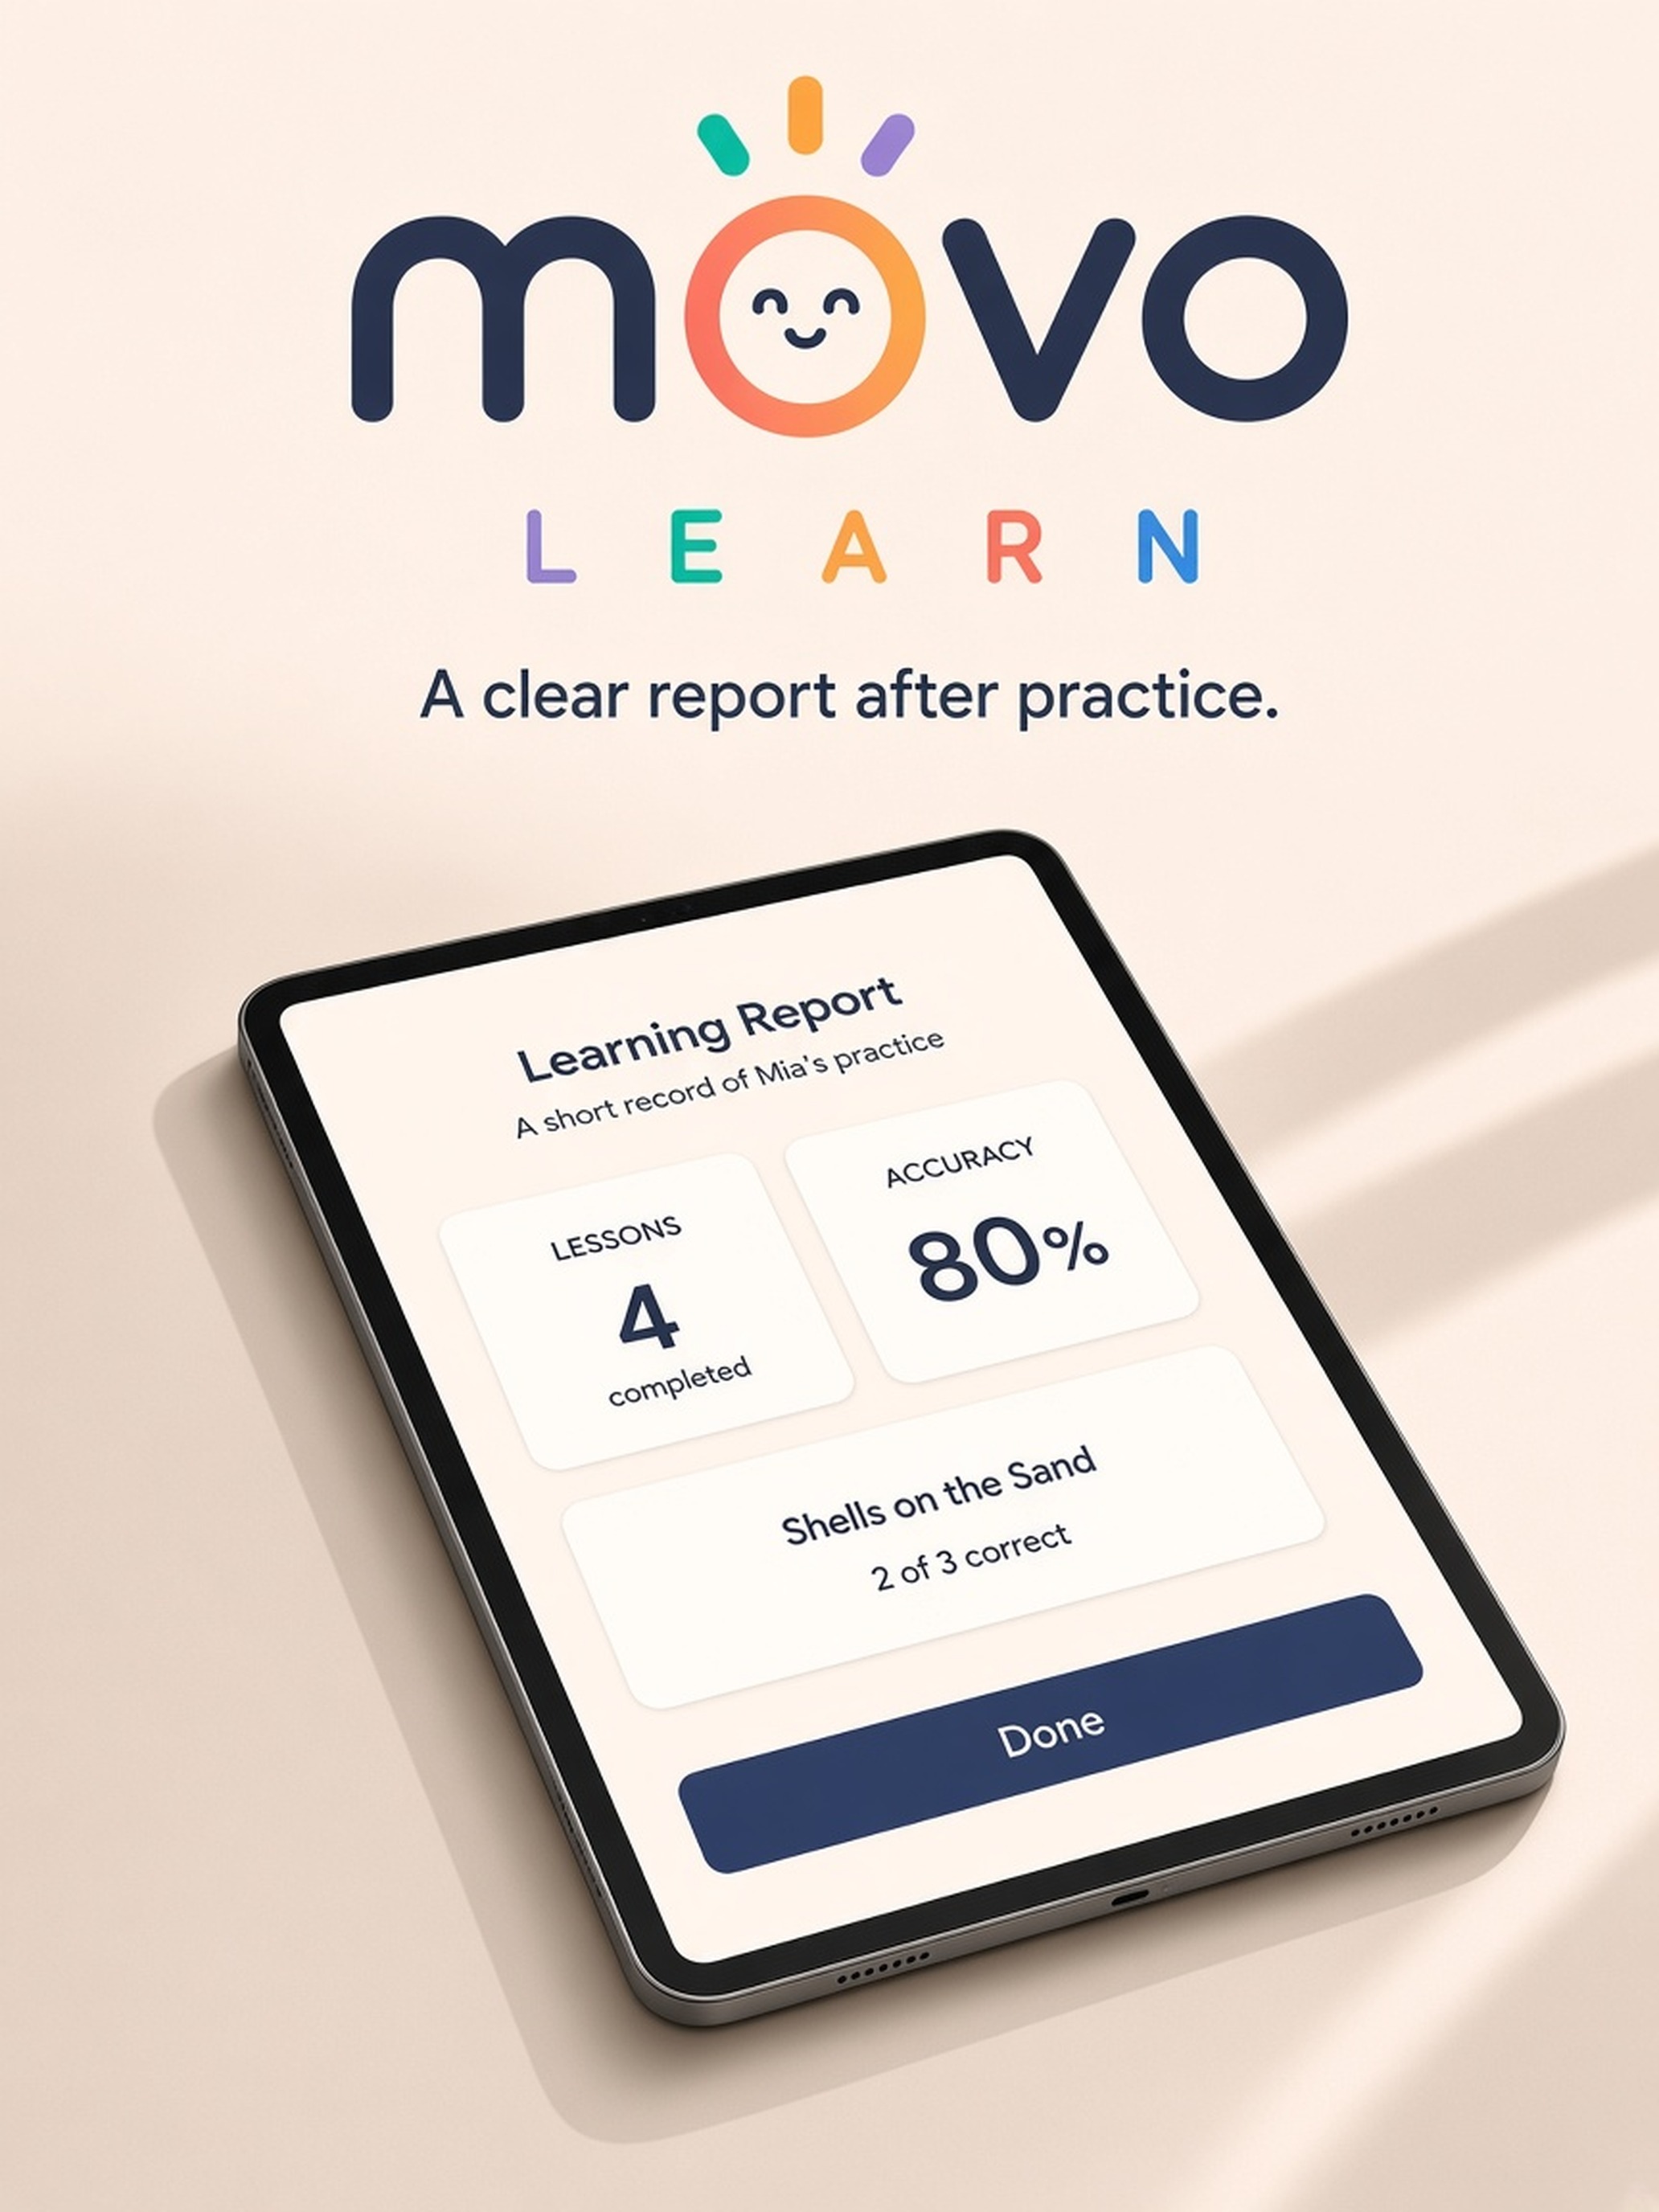 movo
LEARN
A clear report after practice.
Learning Report
A short record of Mia's practice
LESSONS
4
completed
ACCURACY
80%
Shells on the Sand
2 of 3 correct
Done